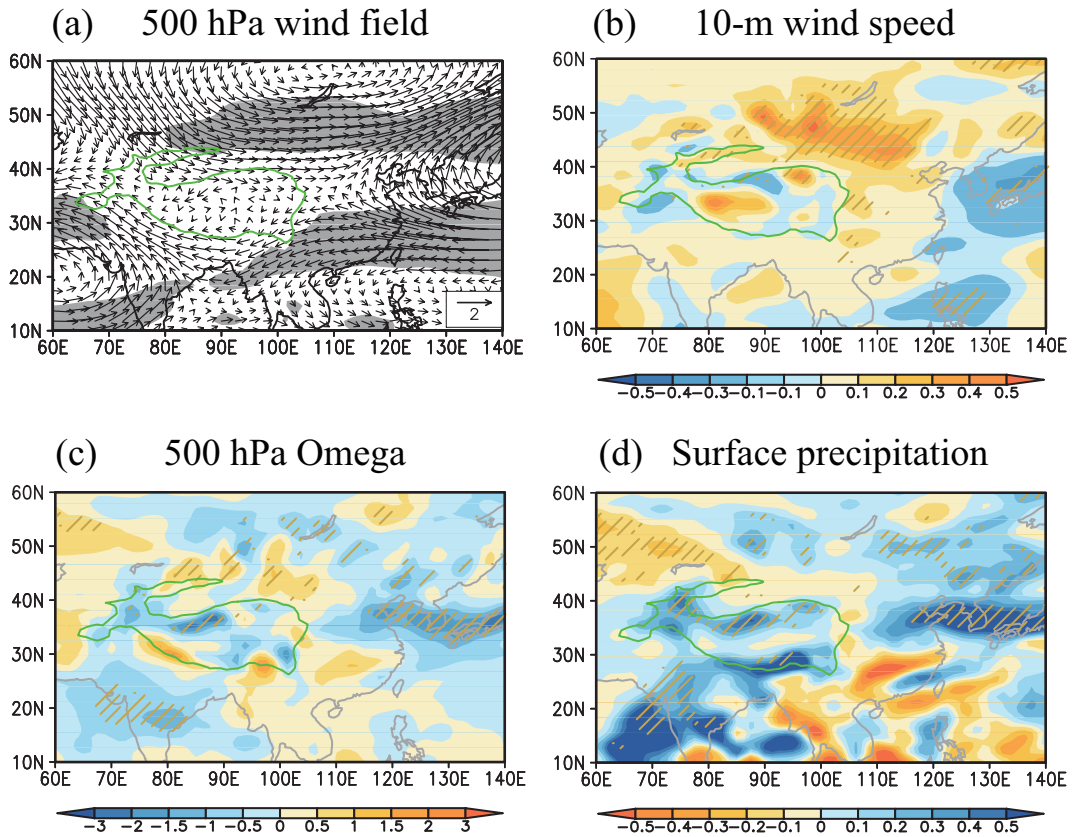 (a) 500 hPa wind field
(b) 10-m wind speed
60N
50N
40N
30N
20N
10N
2
60E 70E 80E 90E 100E 110E 120E 130E 140E
60N
50N
40N
30N
20N
10N
60E 70E 80E 90E 100E 110E 120E 130E 140E
-0.5 -0.4 -0.3 -0.1 -0.1 0 0.1 0.2 0.3 0.4 0.5
(c) 500 hPa Omega
(d) Surface precipitation
60N
50N
40N
30N
20N
10N
60E 70E 80E 90E 100E 110E 120E 130E 140E
-3 -2 -1.5 -1 -0.5 0 0.5 1 1.5 2 3
60N
50N
40N
30N
20N
10N
60E 70E 80E 90E 100E 110E 120E 130E 140E
-0.5 -0.4 -0.3 -0.2 -0.1 0 0.1 0.2 0.3 0.4 0.5